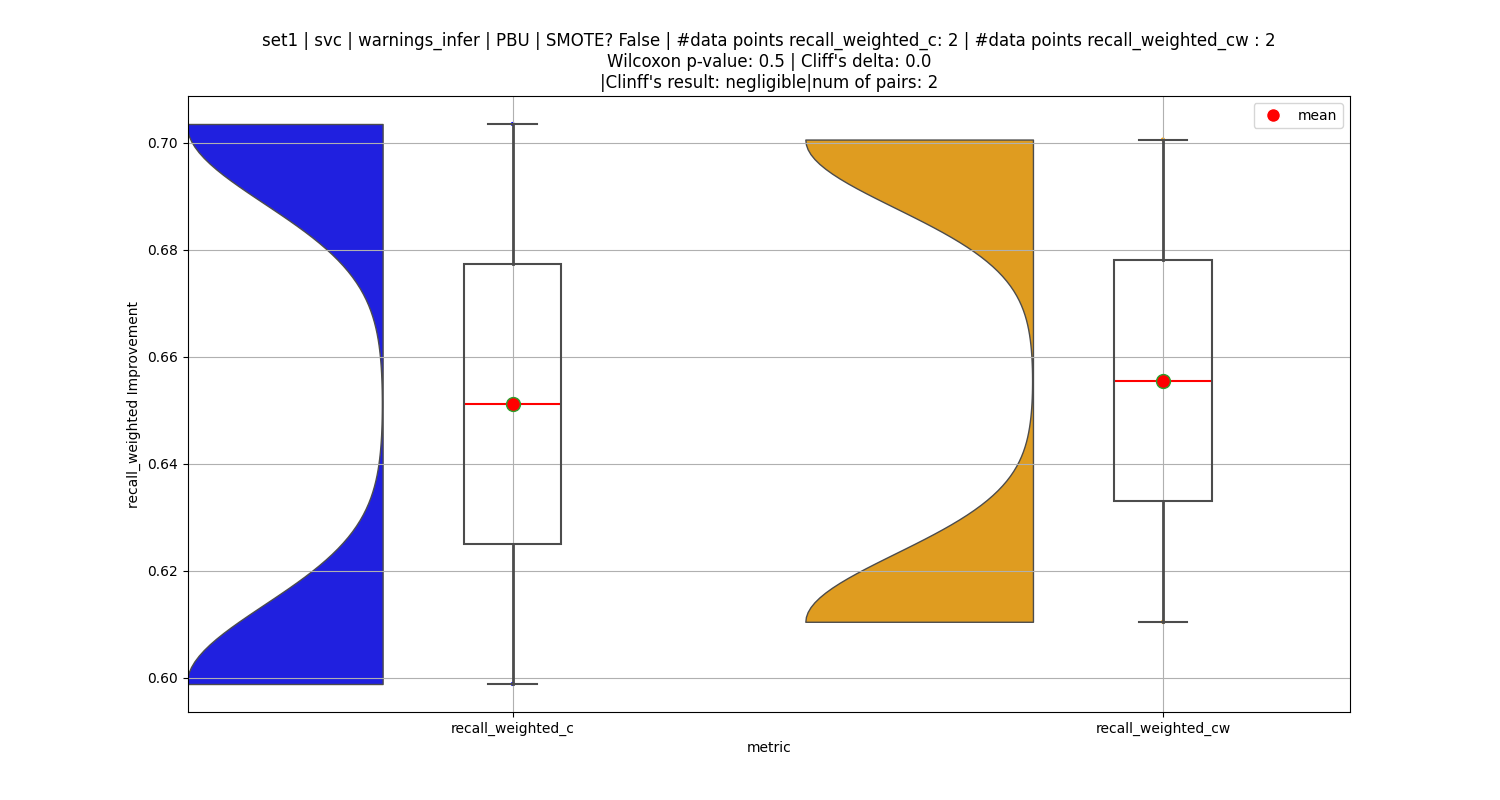 set1 | svc | warnings_infer | PBU | SMOTE? False | #data points recall_weighted_c: 2 | #data points recall_weighted_cw : 2
Wilcoxon p-value: 0.5 | Cliff's delta: 0.0
|Clinff's result: negligible|num of pairs: 2
mean
0.70
0.68
0.66
0.64
0.62
0.60
recall_weighted Improvement
recall_weighted_c
recall_weighted_cw
metric